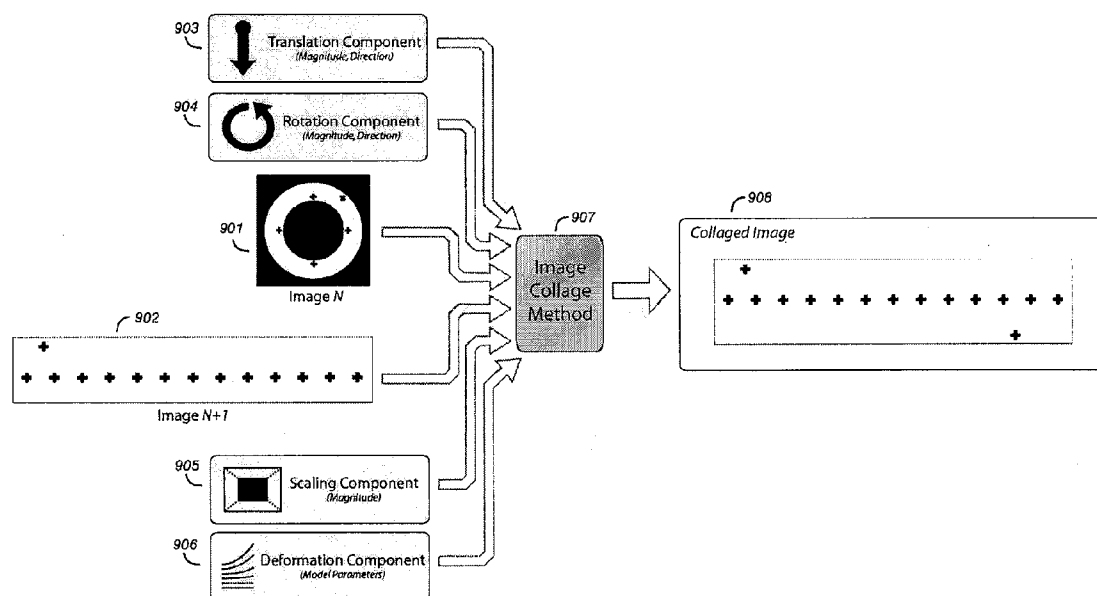 903
Translation Component
(Magnitude, Direction)
904
Rotation Component
(Magnitude, Direction)
901
Image N
902
Image N+1
905
Scaling Component
(Magnitude)
906
Deformation Component
(Model Parameters)
907
Image
Collage
Method
908
Collaged Image